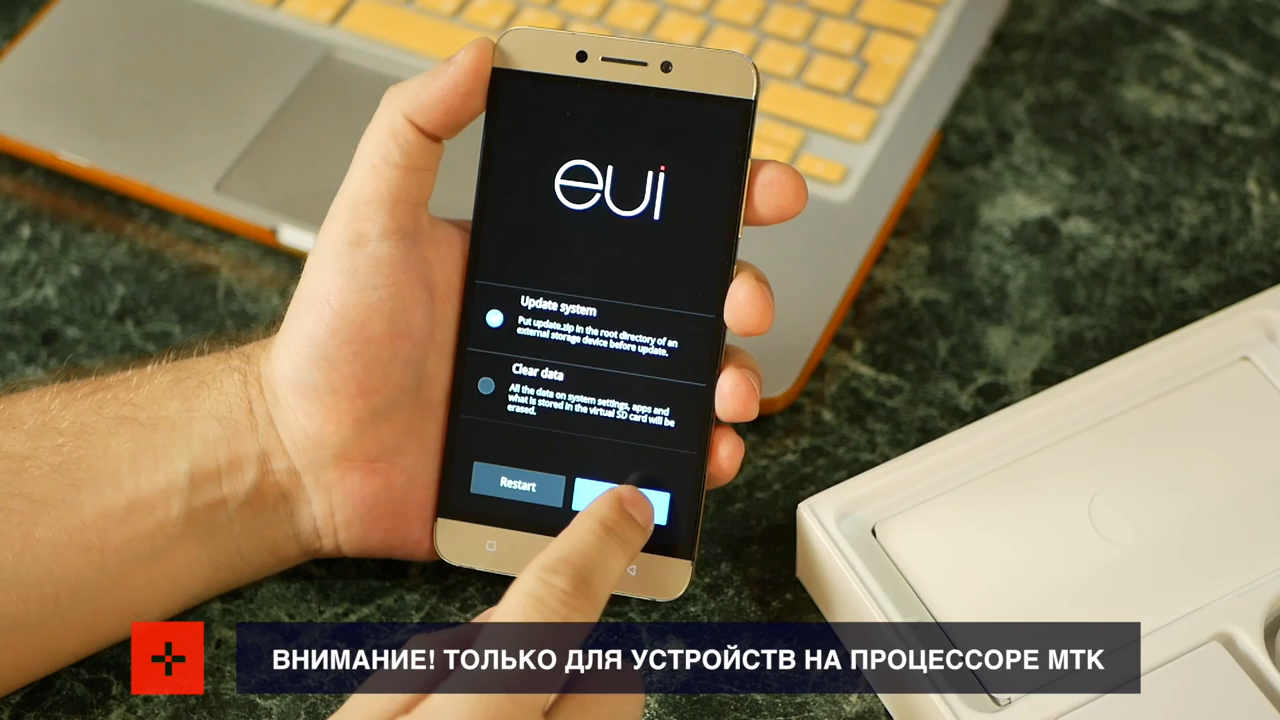 eui
Update system
Put update.zip in the root directory of an
external storage device before update.
Clear data
All the data on system settings, apps and
what is stored in the virtual SD card will be
erased.
Restart
ВНИМАНИЕ! ТОЛЬКО ДЛЯ УСТРОЙСТВ НА ПРОЦЕССОРЕ МТК